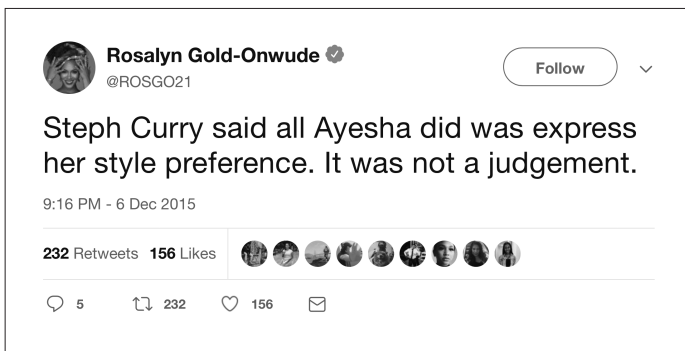 Rosalyn Gold-Onwude
@ROSGO21
Follow
Steph Curry said all Ayesha did was express
her style preference. It was not a judgement.
9:16 PM - 6 Dec 2015
232 Retweets 156 Likes
5 232 156